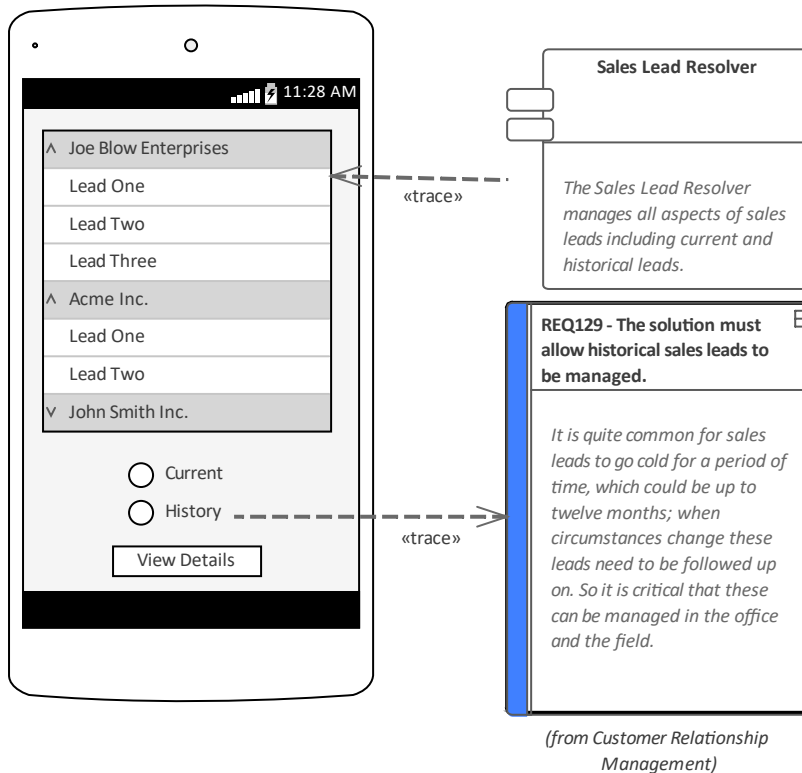 11:28 AM
Joe Blow Enterprises
Lead One
Lead Two
Lead Three
Acme Inc.
Lead One
Lead Two
John Smith Inc.
Current
History
View Details
«trace»
«trace»
Sales Lead Resolver
The Sales Lead Resolver
manages all aspects of sales
leads including current and
historical leads.
REQ129 - The solution must
allow historical sales leads to
be managed.
It is quite common for sales
leads to go cold for a period of
time, which could be up to
twelve months; when
circumstances change these
leads need to be followed up
on. So it is critical that these
can be managed in the office
and the field.
(from Customer Relationship
Management)